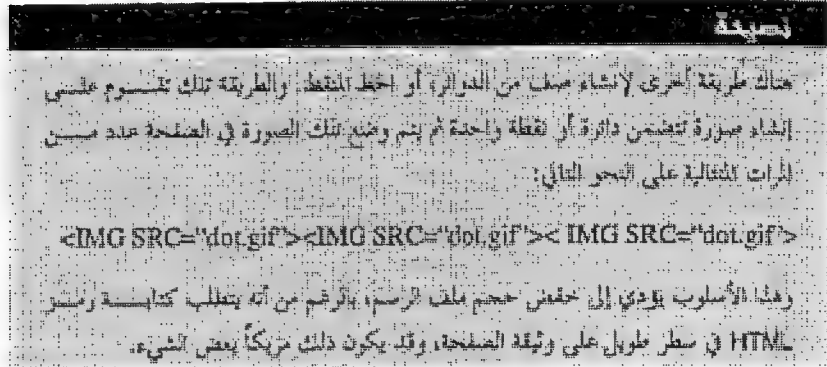 نصيحة
هناك طريقة أخرى لإنشاء صف من الدوائر، أو الخط المنقط. والطريقة تلك تقوم على
إنشاء صورة تتضمن دائرة أو نقطة واحدة ثم يتم وضع تلك الصورة في الصفحة عدد من
المرات المتتالية على النحو التالي:
<IMG SRC="dot.gif"><IMG SRC="dot.gif">< IMG SRC="dot.gif">
وهذا الأسلوب يؤدي إلى خفض حجم ملف الرسم، بالرغم من أنه يتطلب كتابة رمز
HTML في سطر طويل على وثيقة الصفحة، وقد يكون ذلك مربكاً بعض الشيء.